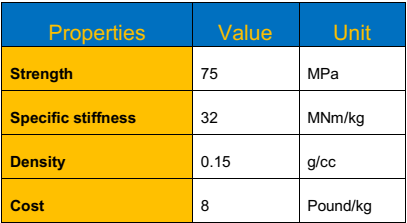 Properties Value Unit
Strength 75 MPa
Specific stiffness 32 MNm/kg
Density 0.15 g/cc
Cost 8 Pound/kg